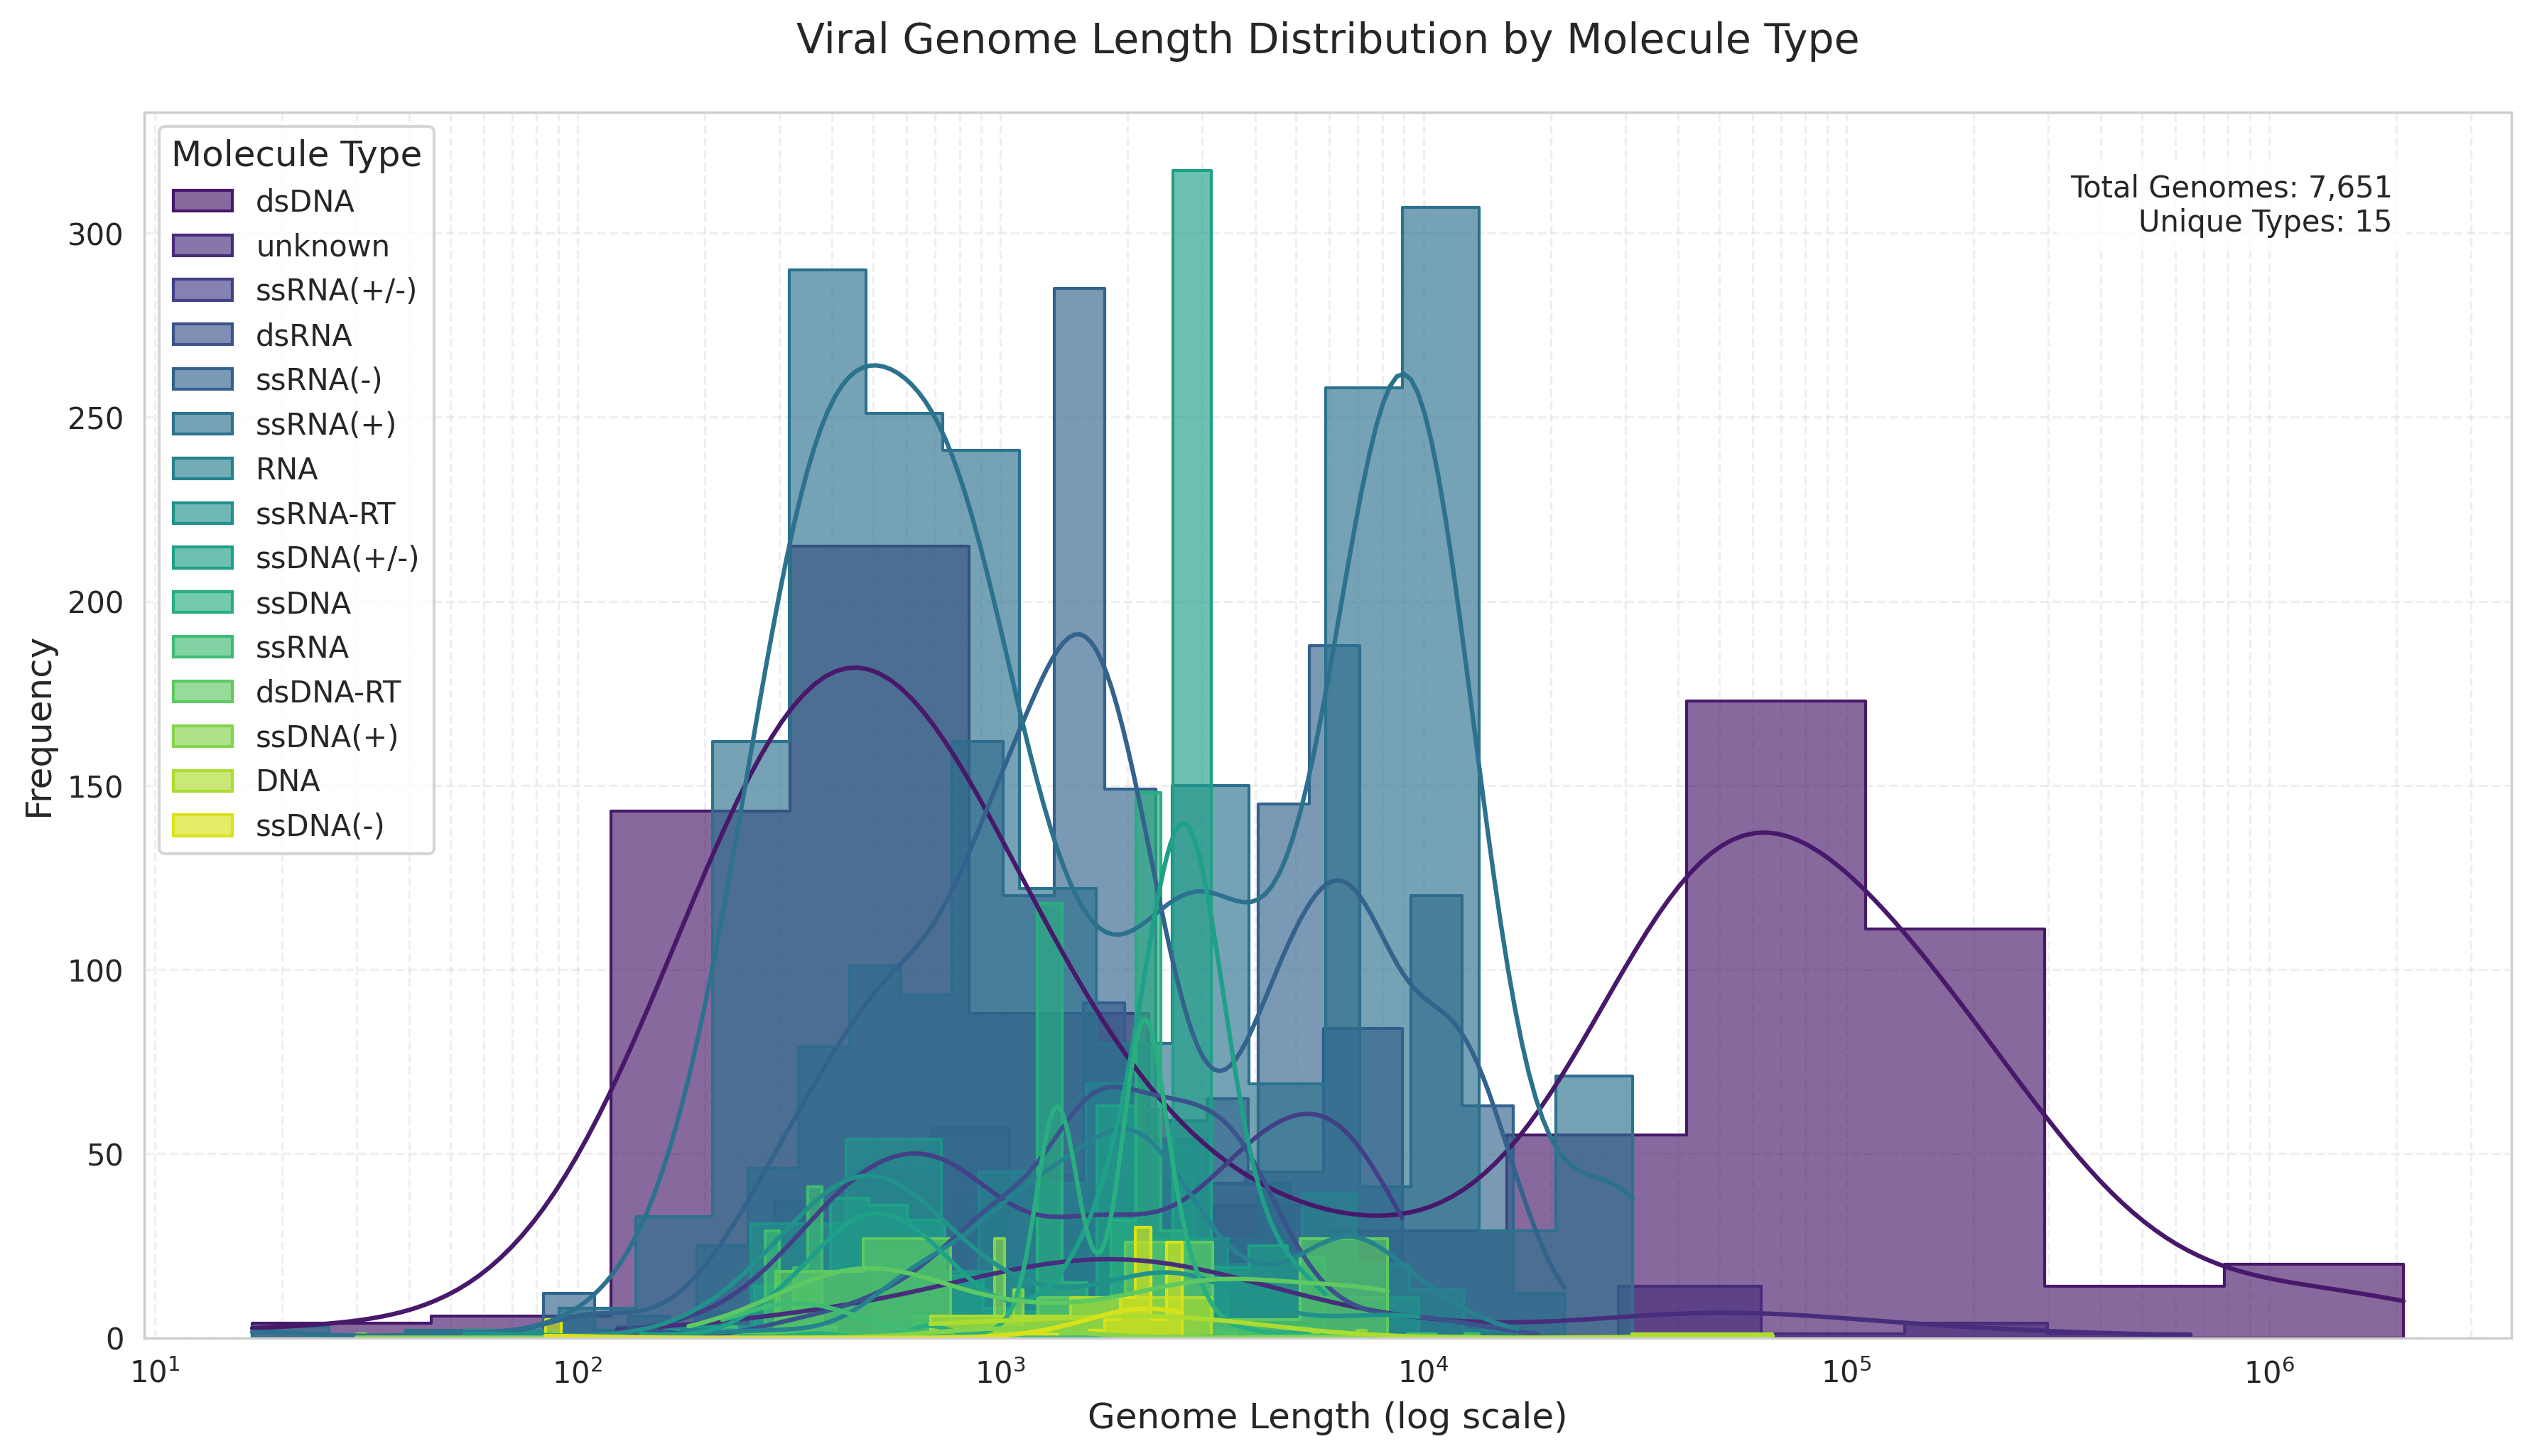 Viral Genome Length Distribution by Molecule Type
Molecule Type
dsDNA
unknown
ssRNA(+/-)
dsRNA
ssRNA(-)
ssRNA(+)
RNA
ssRNA-RT
ssDNA(+/-)
ssDNA
ssRNA
dsDNA-RT
ssDNA(+)
DNA
ssDNA(-)
Total Genomes: 7,651
Unique Types: 15
Frequency
300
250
200
150
100
50
0
10¹ 10² 10³ 10⁴ 10⁵ 10⁶
Genome Length (log scale)